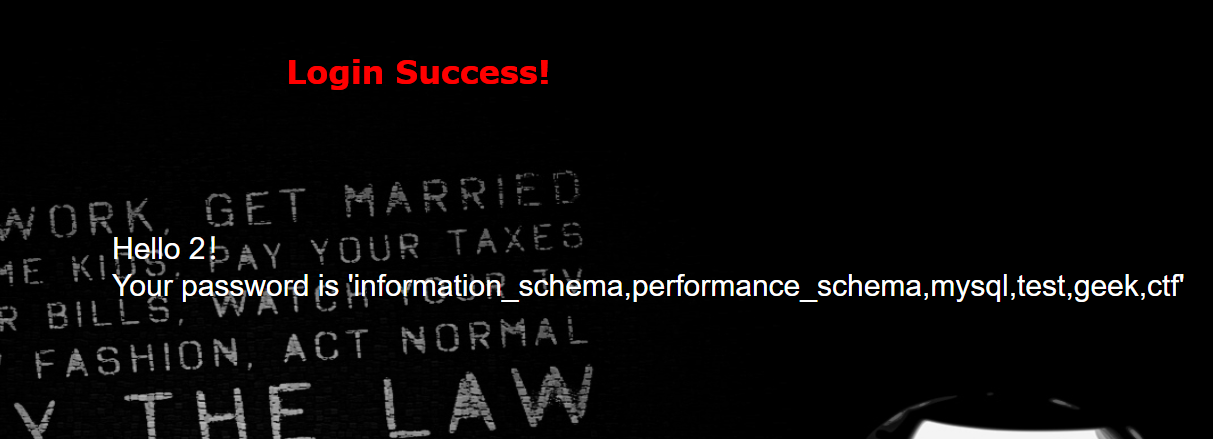 Login Success!
WORK, GET MARRIED
Hello 2!
ME KIDS, PAY YOUR TAXES
Your password is 'information_schema,performance_schema,mysql,test,geek,ctf'
R BILLS, WATCH YOUR TV
FASHION, ACT NORMAL
Y THE LAW